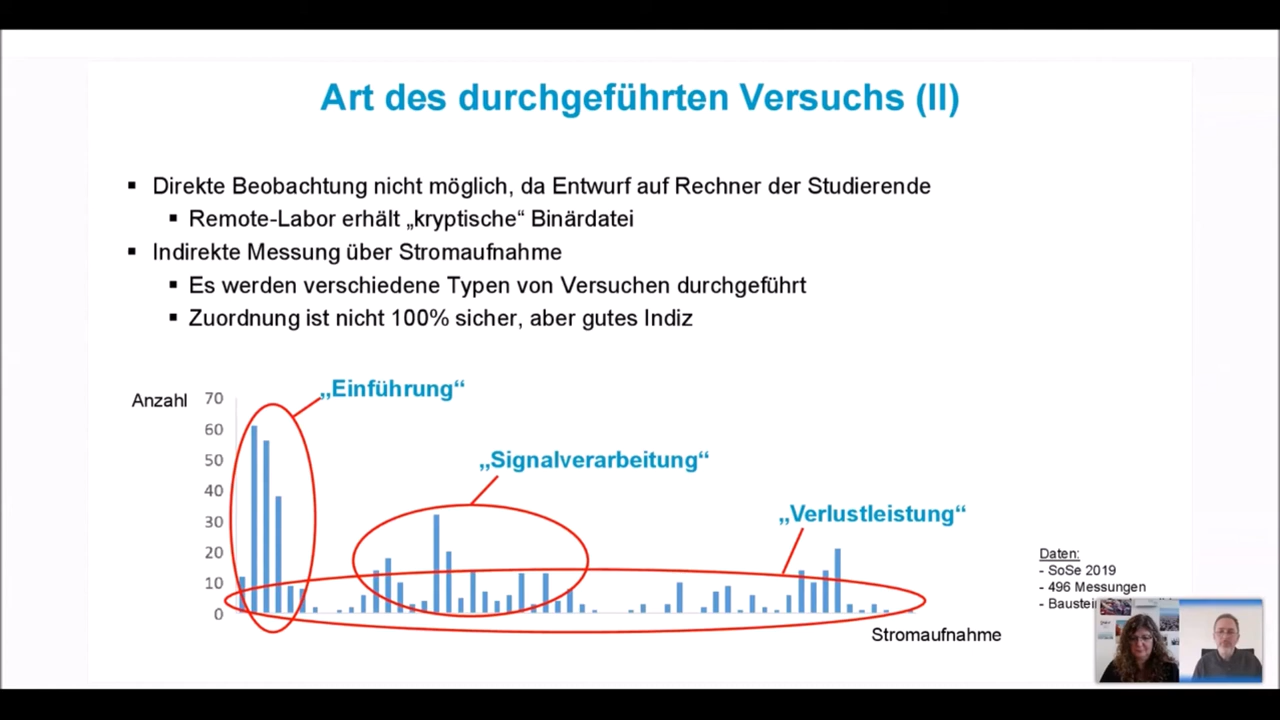 Art des durchgeführten Versuchs (II)
▪ Direkte Beobachtung nicht möglich, da Entwurf auf Rechner der Studierende
▪ Remote-Labor erhält „kryptische“ Binärdatei
▪ Indirekte Messung über Stromaufnahme
▪ Es werden verschiedene Typen von Versuchen durchgeführt
▪ Zuordnung ist nicht 100% sicher, aber gutes Indiz
„Einführung“
Anzahl
70
60
50
„Signalverarbeitung“
40
„Verlustleistung“
30
20
10
0
Daten:
- SoSe 2019
- 496 Messungen
Stromaufnahme